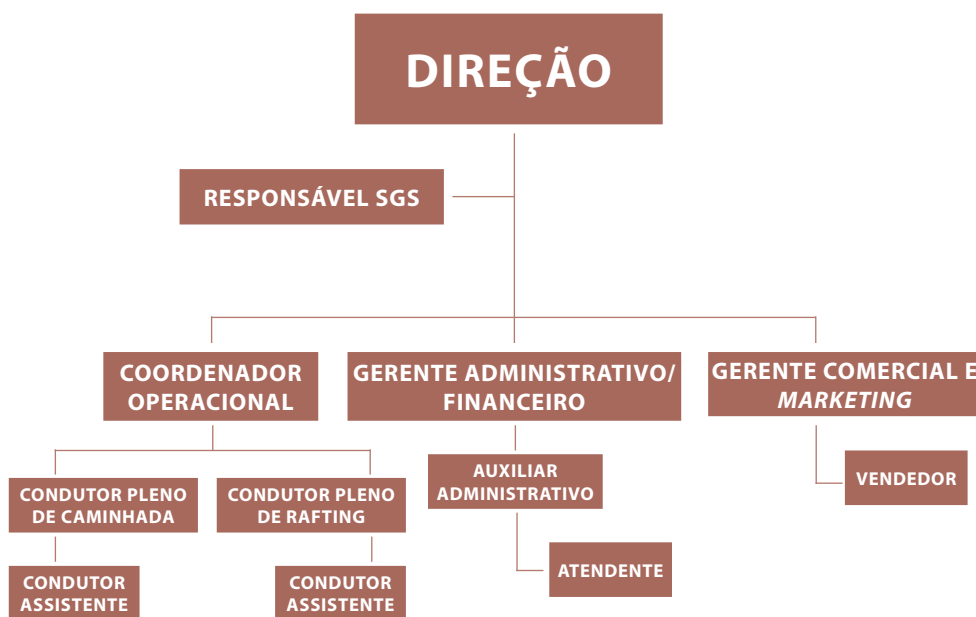 DIREÇÃO
RESPONSÁVEL SGS
COORDENADOR
OPERACIONAL
GERENTE ADMINISTRATIVO/
FINANCEIRO
GERENTE COMERCIAL E
MARKETING
CONDUTOR PLENO
DE CAMINHADA
CONDUTOR PLENO
DE RAFTING
AUXILIAR
ADMINISTRATIVO
VENDEDOR
CONDUTOR
ASSISTENTE
CONDUTOR
ASSISTENTE
ATENDENTE